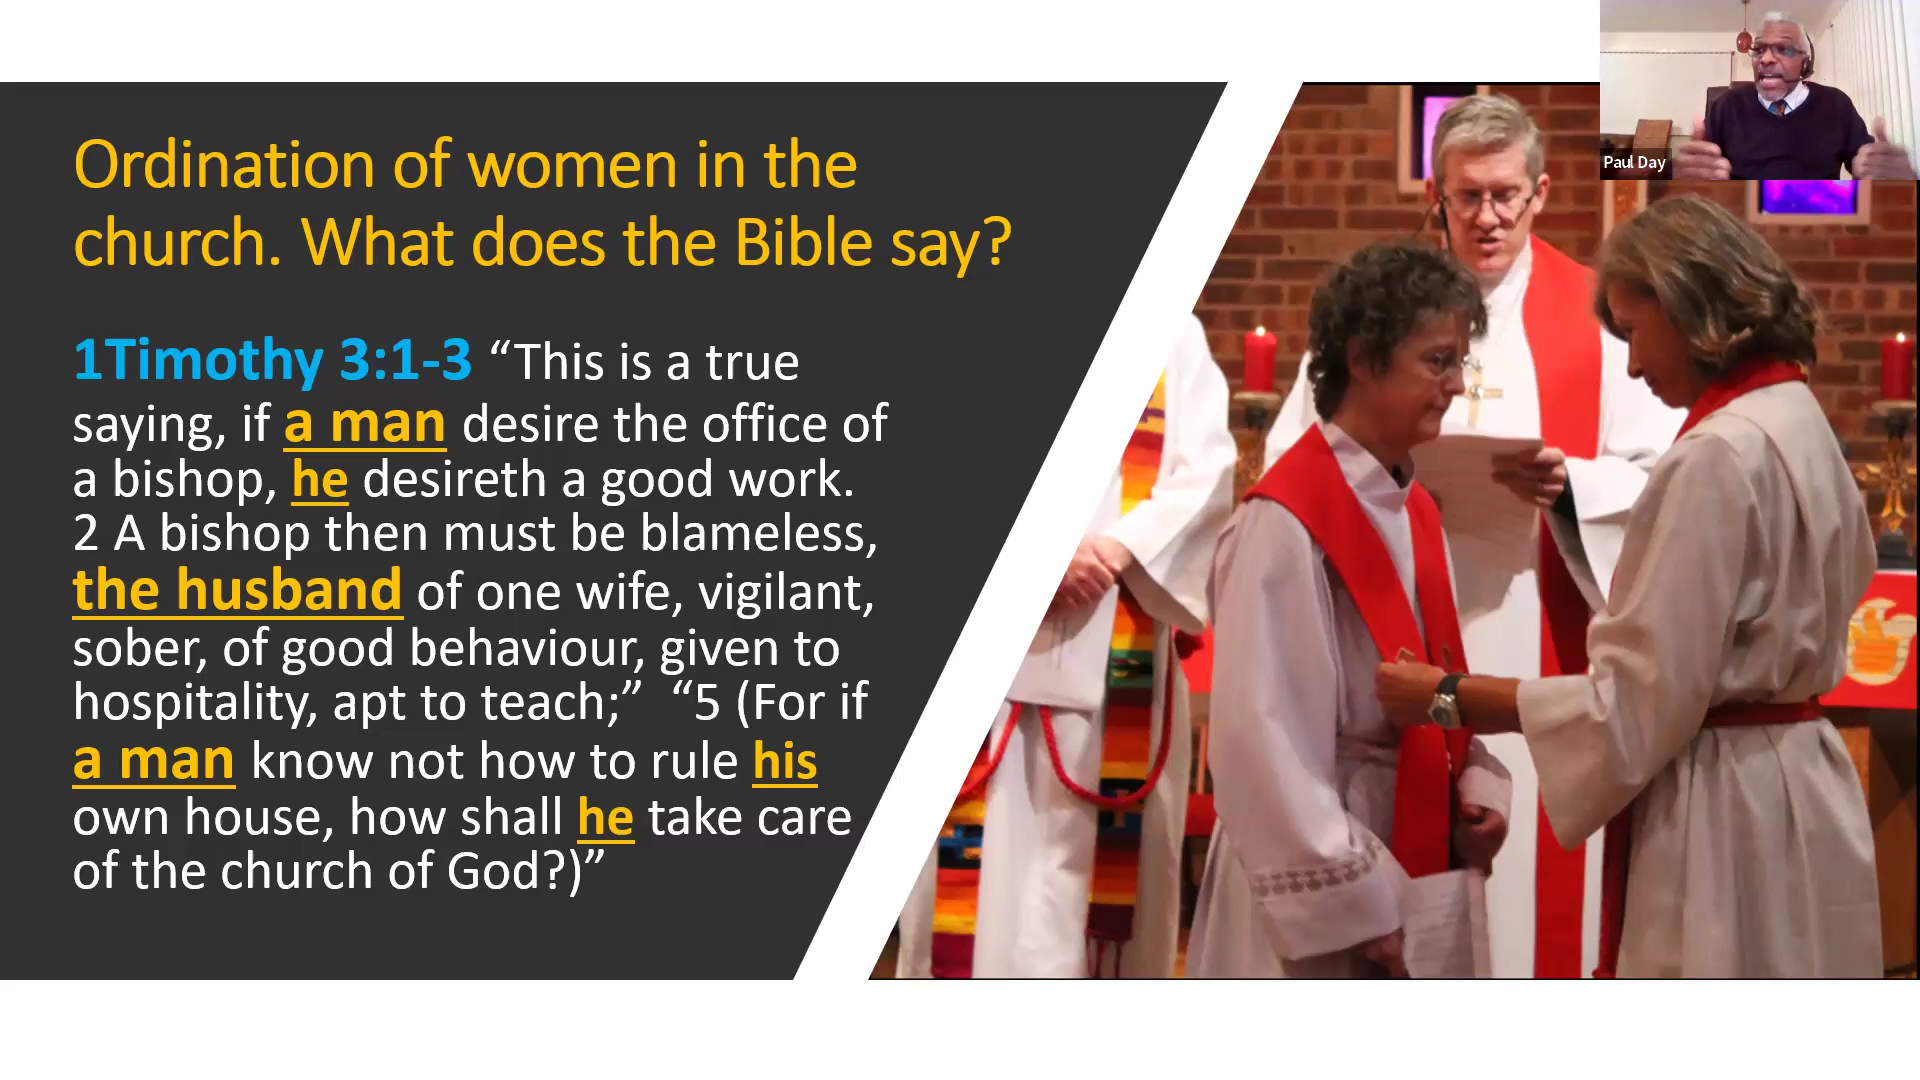 Ordination of women in the
church. What does the Bible say?
1Timothy 3:1-3 “This is a true
saying, if a man desire the office of
a bishop, he desireth a good work.
2 A bishop then must be blameless,
the husband of one wife, vigilant,
sober, of good behaviour, given to
hospitality, apt to teach;”  “5 (For if
a man know not how to rule his
own house, how shall he take care
of the church of God?)”
Paul Day